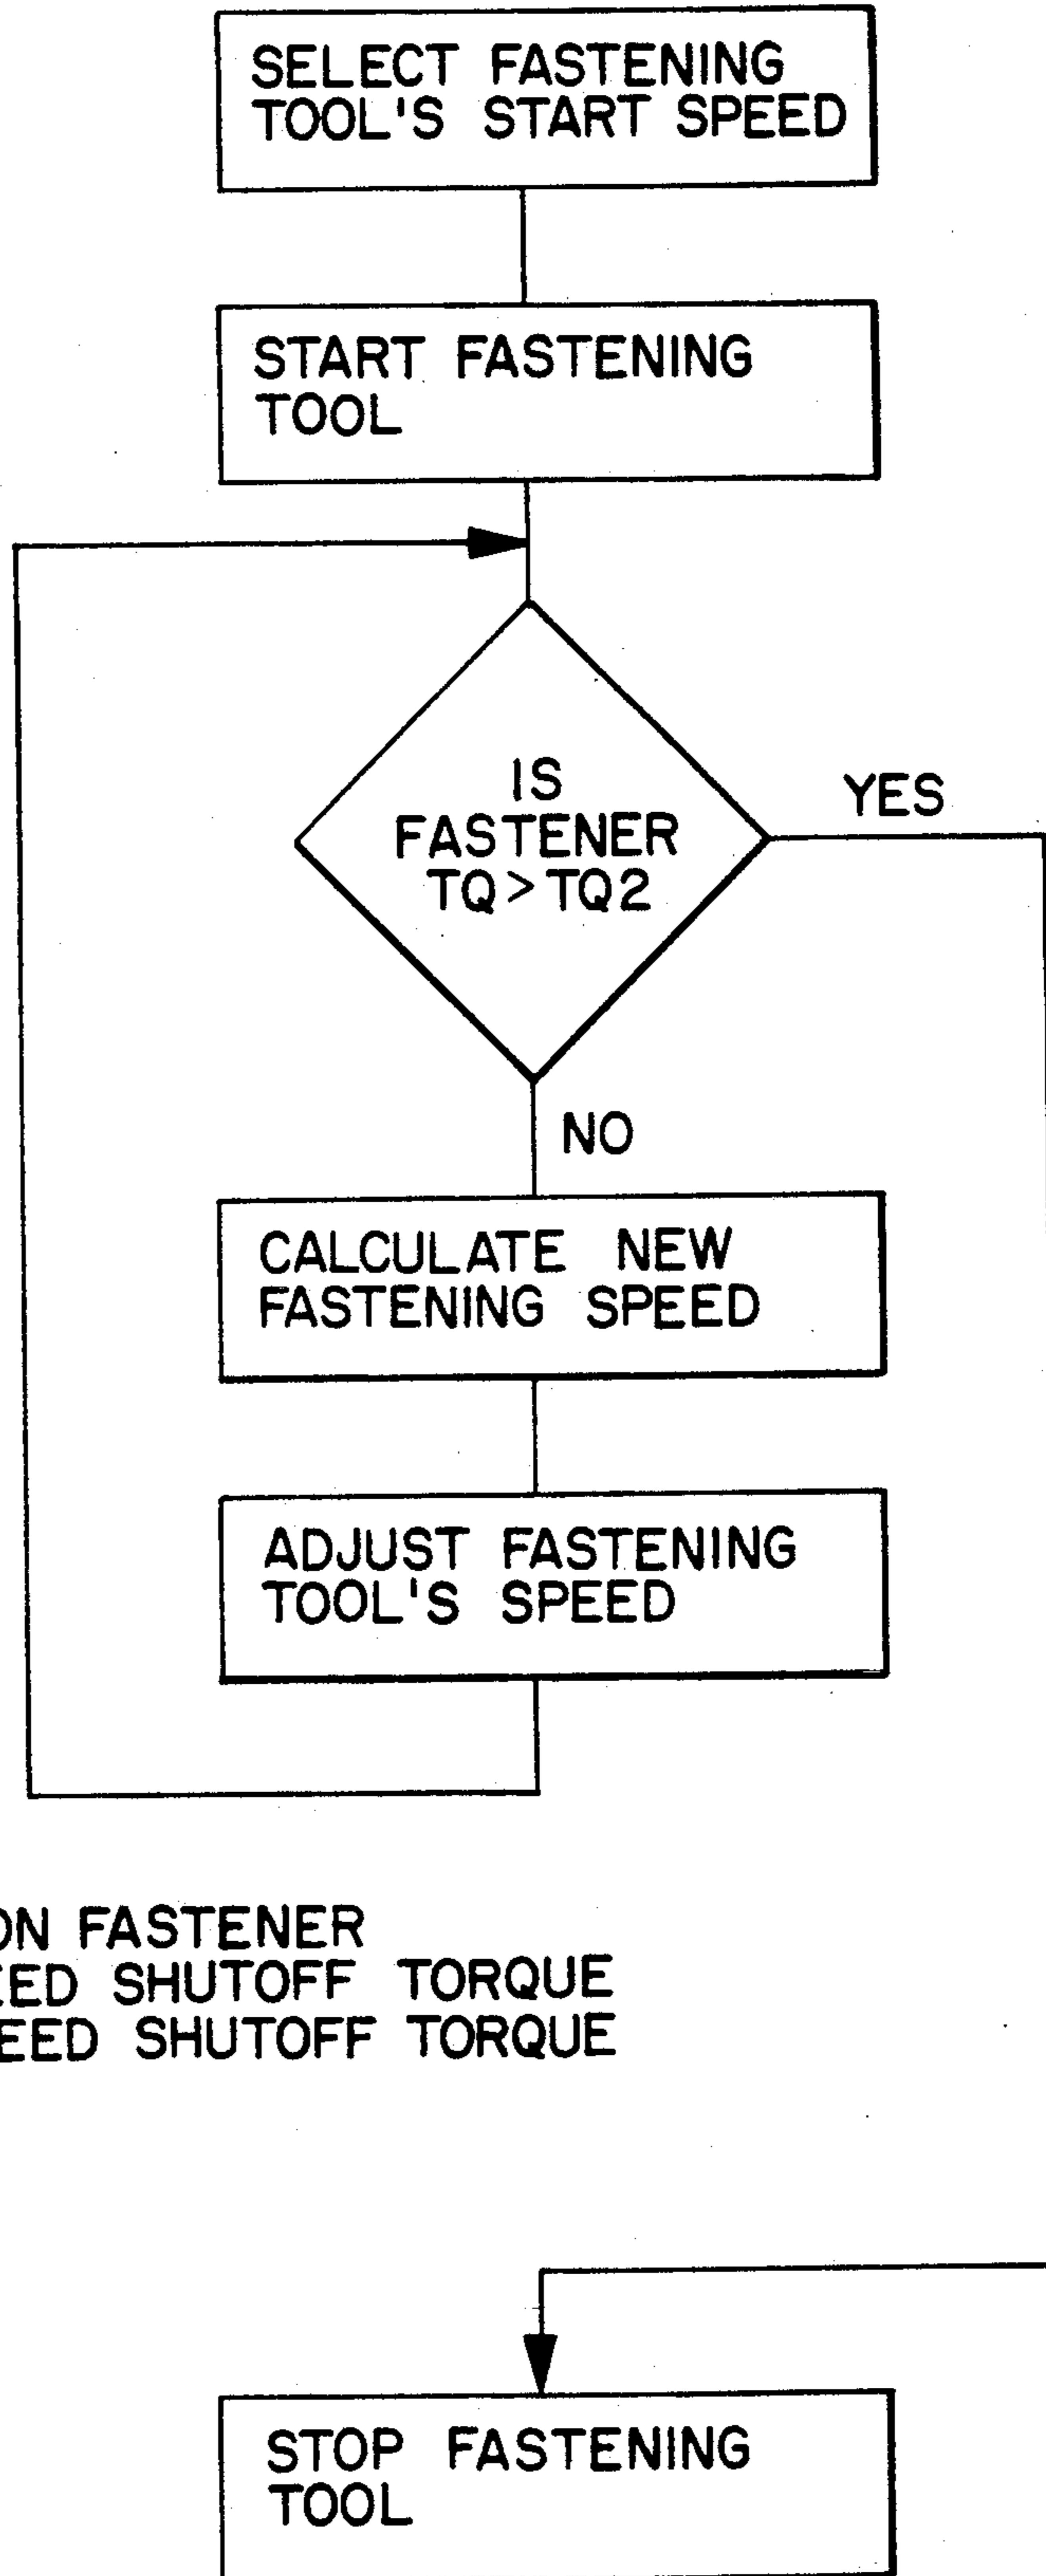 SELECT FASTENING
TOOL'S START SPEED
START FASTENING
TOOL
IS
FASTENER
TQ > TQ2
YES
NO
CALCULATE NEW
FASTENING SPEED
ADJUST FASTENING
TOOL'S SPEED
ON FASTENER
SHUTOFF TORQUE
SHUTOFF TORQUE
STOP FASTENING
TOOL